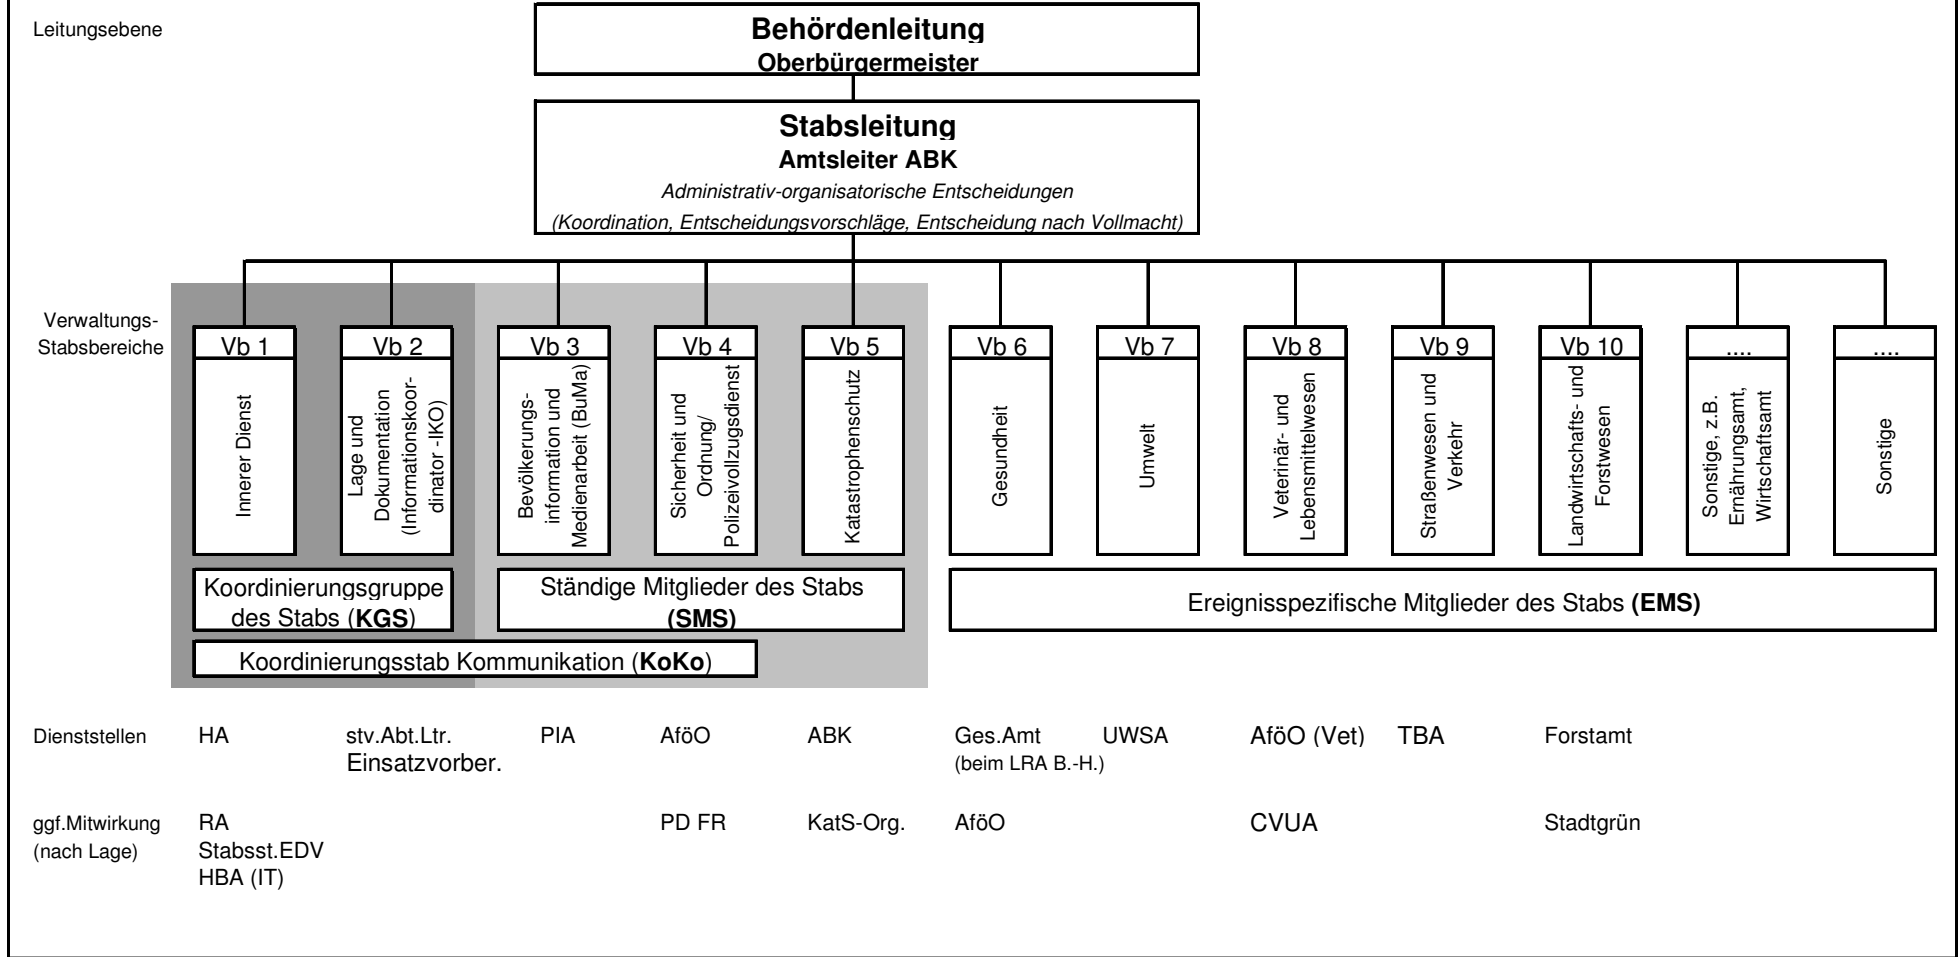 Leitungsebene
Behördenleitung
Oberbürgermeister
Stabsleitung
Amtsleiter ABK
Administrativ-organisatorische Entscheidungen
(Koordination, Entscheidungsvorschläge, Entscheidung nach Vollmacht)
Verwaltungs-
Stabsbereiche
Vb 1
Innerer Dienst
Vb 2
Lage und
Dokumentation
(Informationskoor-
dinator -IKO)
Vb 3
Bevölkerungs-
information und
Medienarbeit (BuMa)
Vb 4
Sicherheit und
Ordnung/
Polizeivollzugsdienst
Vb 5
Katastrophenschutz
Vb 6
Gesundheit
Vb 7
Umwelt
Vb 8
Veterinär- und
Lebensmittelwesen
Vb 9
Straßenwesen und
Verkehr
Vb 10
Landwirtschafts- und
Forstwesen
....
Sonstige, z.B.
Ernährungsamt,
Wirtschaftsamt
....
Sonstige
Koordinierungsgruppe
des Stabs (KGS)
Ständige Mitglieder des Stabs
(SMS)
Ereignisspezifische Mitglieder des Stabs (EMS)
Koordinierungsstab Kommunikation (KoKo)
Dienststellen
HA
stv.Abt.Ltr.
Einsatzvorber.
PIA
AföO
ABK
Ges.Amt
(beim LRA B.-H.)
UWSA
AföO (Vet)
TBA
Forstamt
ggf.Mitwirkung
(nach Lage)
RA
Stabsst.EDV
HBA (IT)
PD FR
KatS-Org.
AföO
CVUA
Stadtgrün